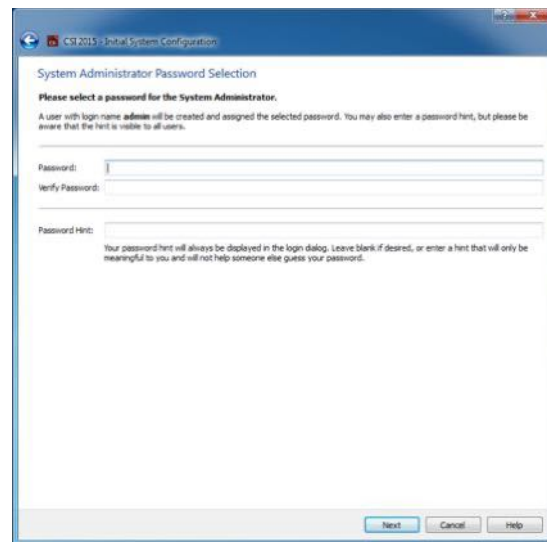 CSI 2015 - Initial System Configuration
System Administrator Password Selection
Please select a password for the System Administrator.
A user with login name admin will be created and assigned the selected password. You may also enter a password hint, but please be
aware that the hint is visible to all users.
Password:
Verify Password:
Password Hint:
Your password hint will always be displayed in the login dialog. Leave blank if desired, or enter a hint that will only be
meaningful to you and will not help someone else guess your password.
Next Cancel Help